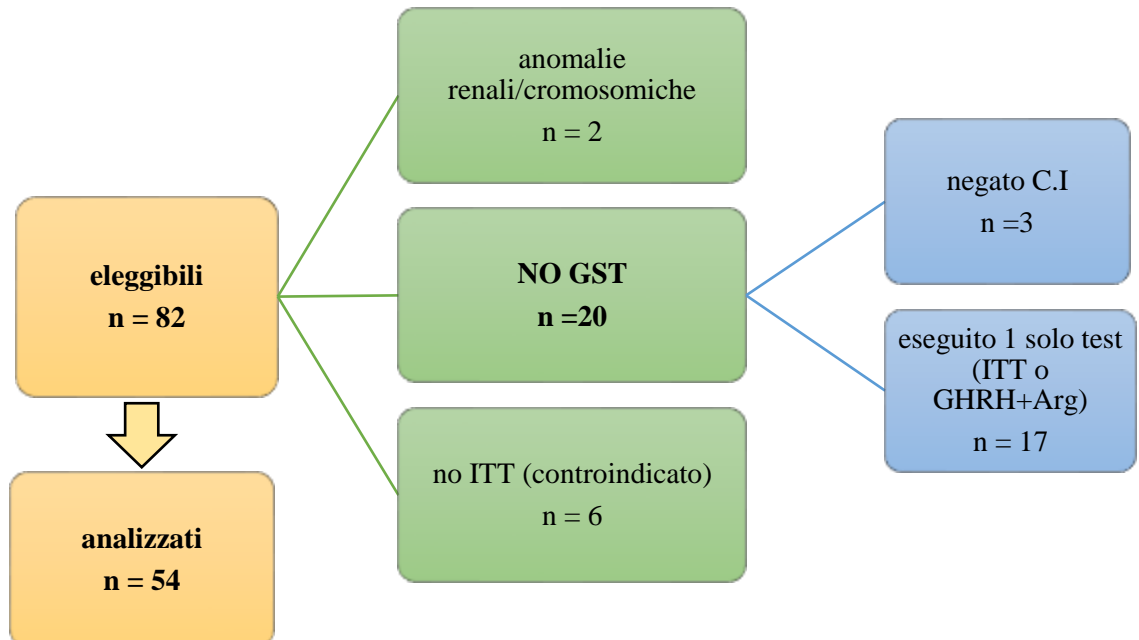 eleggibili
n = 82
analizzati
n = 54
anomalie
renali/cromosomiche
n = 2
NO GST
n =20
no ITT (controindicato)
n = 6
negato C.I
n =3
eseguito 1 solo test
(ITT o
GHRH+Arg)
n = 17